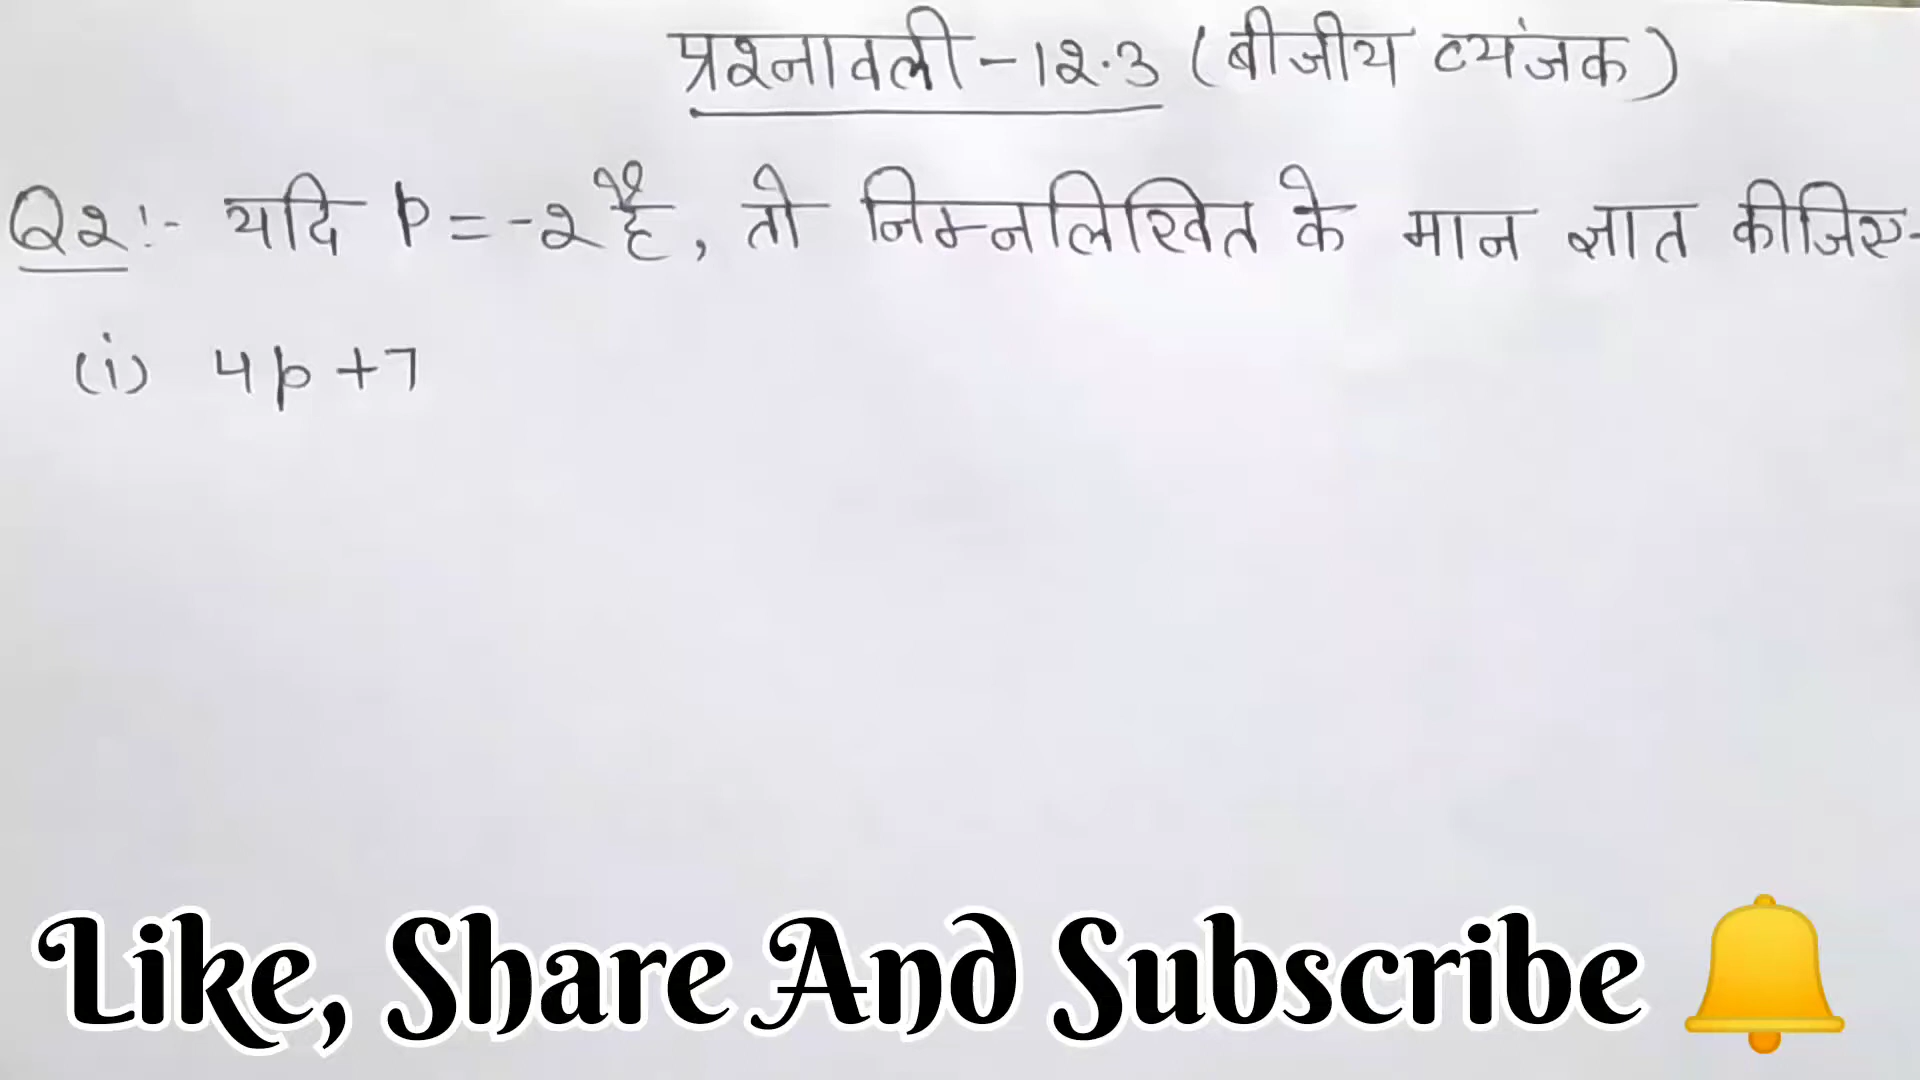 प्रश्नावली - 12.3 (बीजीय व्यंजक)
Q2:- यदि p = -2 है, तो निम्नलिखित के मान ज्ञात कीजिए-
(i) 4p + 7
Like, Share And Subscribe